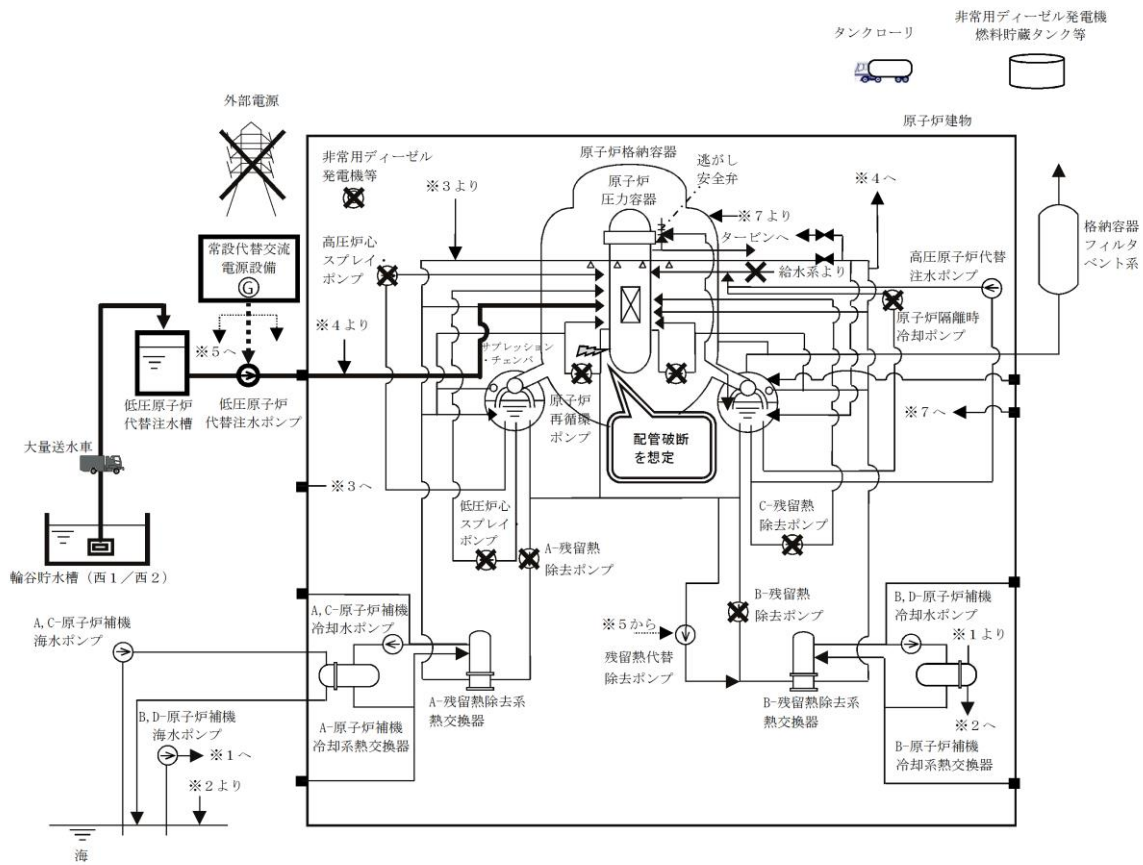 タンクローリ
非常用ディーゼル発電機
燃料貯蔵タンク等
外部電源
原子炉建物
非常用ディーゼル
発電機等
原子炉格納容器
原子炉
圧力容器
逃がし
安全弁
※3より
※4へ
※7より
タービンへ
給水系より
格納容器
フィルタ
ベント系
高圧炉心
スプレイ・
ポンプ
高圧原子炉代替
注水ポンプ
原子炉隔離時
冷却ポンプ
常設代替交流
電源設備
G
※5へ
※4より
低圧原子炉
代替注水槽
低圧原子炉
代替注水ポンプ
サプレッション
・チェンバ
原子炉
再循環
ポンプ
配管破断
を想定
※7へ
大量送水車
※3へ
輪谷貯水槽(西1/西2)
低圧炉心
スプレイ・
ポンプ
A-残留熱
除去ポンプ
C-残留熱
除去ポンプ
B-残留熱
除去ポンプ
※5から
残留熱代替
除去ポンプ
A,C-原子炉補機
海水ポンプ
A,C-原子炉補機
冷却水ポンプ
B,D-原子炉補機
冷却水ポンプ
※1より
※2へ
A-残留熱除去系
熱交換器
B-残留熱除去系
熱交換器
A-原子炉補機
冷却系熱交換器
B-原子炉補機
冷却系熱交換器
B,D-原子炉補機
海水ポンプ
※1へ
※2より
海